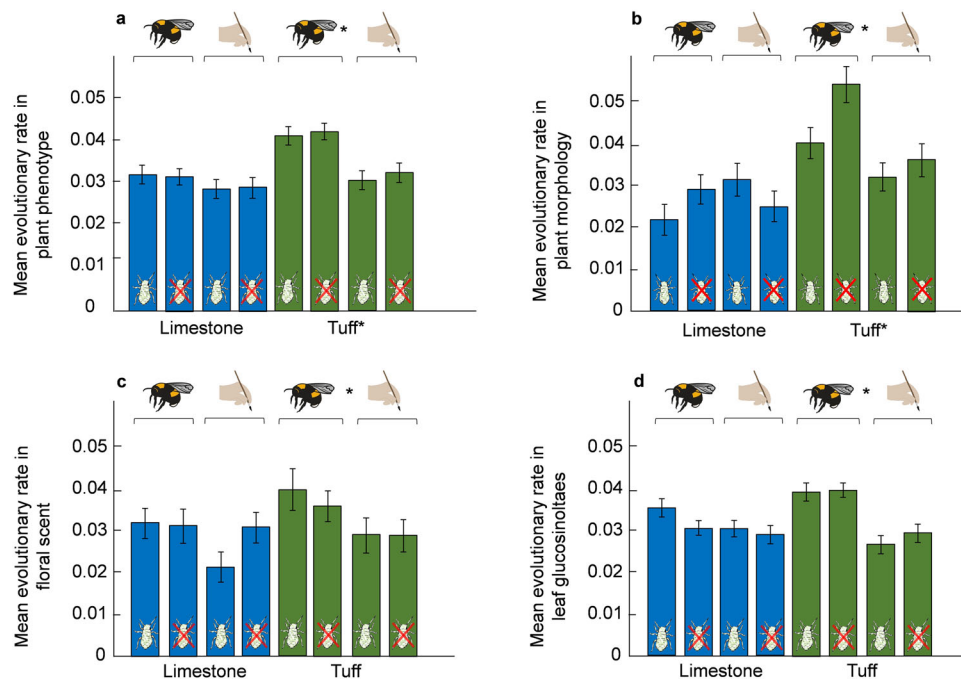 a
*
Mean evolutionary rate in
plant phenotype
0.05
0.04
0.03
0.02
0.01
0
Limestone
Tuff*
b
*
Mean evolutionary rate in
plant morphology
0.05
0.04
0.03
0.02
0.01
0
Limestone
Tuff*
c
*
Mean evolutionary rate in
floral scent
0.05
0.04
0.03
0.02
0.01
0
Limestone
Tuff
d
*
Mean evolutionary rate in
leaf glucosinoltaes
0.05
0.04
0.03
0.02
0.01
0
Limestone
Tuff